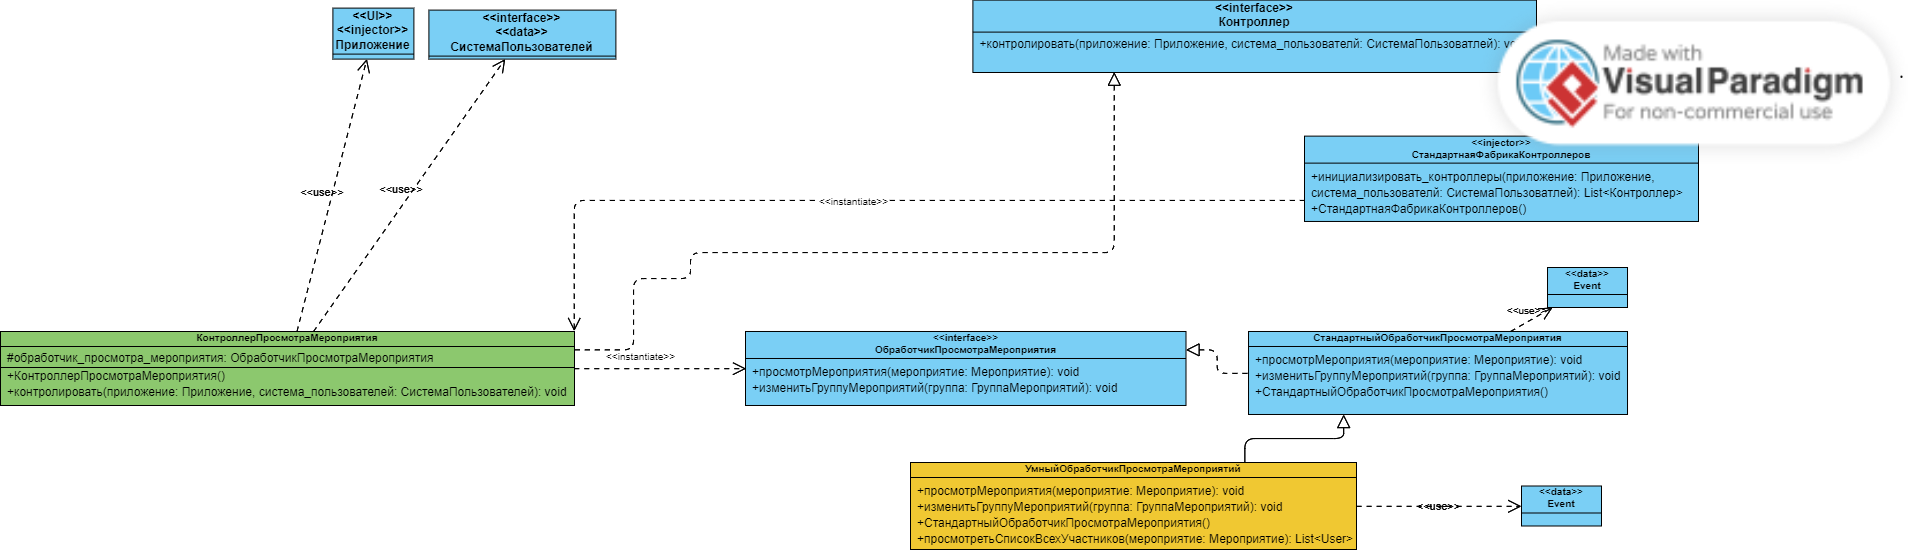 <<UI>>
<<injector>>
Приложение
<<interface>>
<<data>>
СистемаПользователей
<<interface>>
Контроллер
+контролировать(приложение: Приложение, система_пользователй: СистемаПользоватлей):
Made with
Visual Paradigm
For non-commercial use
<<injector>>
СтандартнаяФабрикаКонтроллеров
+инициализировать_контроллеры(приложение: Приложение,
система_пользователй: СистемаПользоватлей): List<Контроллер>
+СтандартнаяФабрикаКонтроллеров()
<<use>>
<<use>>
<<instantiate>>
<<data>>
Event
<<use>>
КонтроллерПросмотраМероприятия
#обработчик_просмотра_мероприятия: ОбработчикПросмотраМероприятия
+КонтроллерПросмотраМероприятия()
+контролировать(приложение: Приложение, система_пользователей: СистемаПользователей): void
<<instantiate>>
<<interface>>
ОбработчикПросмотраМероприятия
+просмотрМероприятия(мероприятие: Мероприятие): void
+изменитьГруппуМероприятий(группа: ГруппаМероприятий): void
СтандартныйОбработчикПросмотраМероприятия
+просмотрМероприятия(мероприятие: Мероприятие): void
+изменитьГруппуМероприятий(группа: ГруппаМероприятий): void
+СтандартныйОбработчикПросмотраМероприятия()
УмныйОбработчикПросмотраМероприятий
+просмотрМероприятия(мероприятие: Мероприятие): void
+изменитьГруппуМероприятий(группа: ГруппаМероприятий): void
+СтандартныйОбработчикПросмотраМероприятия()
+просмотретьСписокВсехУчастников(мероприятие: Мероприятие): List<User>
<<use>>
<<data>>
Event